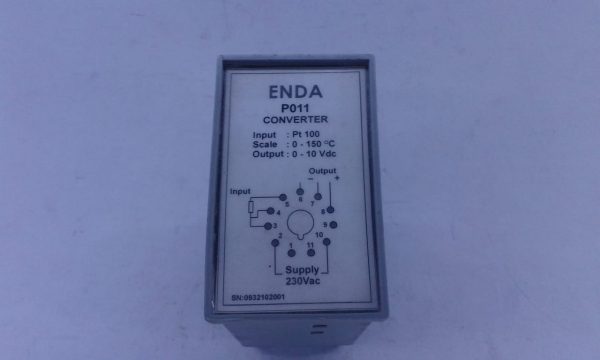 ENDA
P011
CONVERTER
Input : Pt 100
Scale : 0 - 150 °C
Output : 0 - 10 Vdc
Output
- +
Input
6
5 7
4 8
3 9
2 10
1 11
Supply
230Vac
SN:0932102001